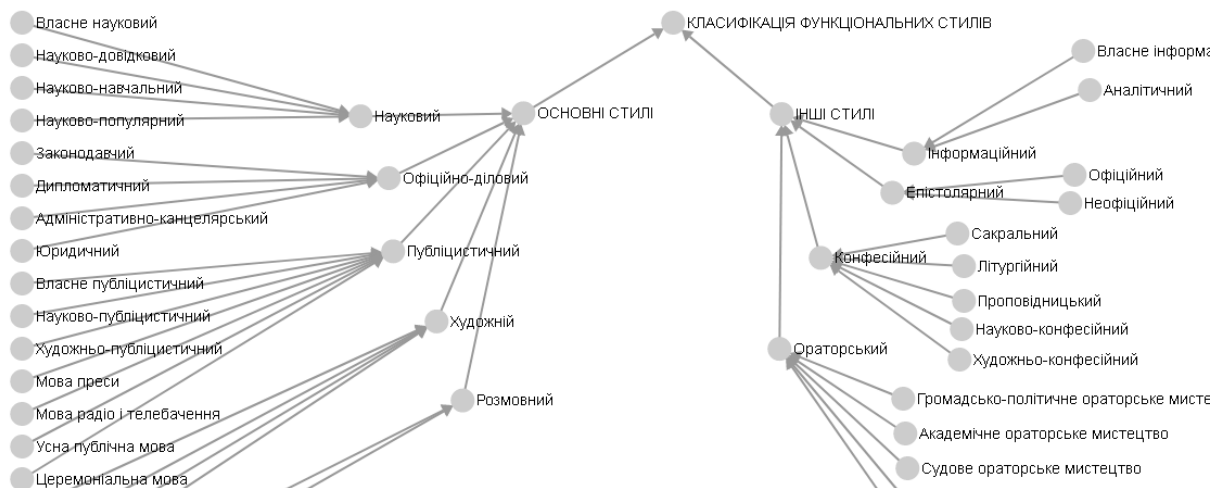 КЛАСИФІКАЦІЯ ФУНКЦІОНАЛЬНИХ СТИЛІВ
ОСНОВНІ СТИЛІ
Науковий
Власне науковий
Науково-довідковий
Науково-навчальний
Науково-популярний
Офіційно-діловий
Законодавчий
Дипломатичний
Адміністративно-канцелярський
Юридичний
Публіцистичний
Власне публіцистичний
Науково-публіцистичний
Художньо-публіцистичний
Мова преси
Мова радіо і телебачення
Усна публічна мова
Церемоніальна мова
Художній
Розмовний
ІНШІ СТИЛІ
Інформаційний
Власне інформа
Аналітичний
Епістолярний
Офіційний
Неофіційний
Конфесійний
Сакральний
Літургійний
Проповідницький
Науково-конфесійний
Художньо-конфесійний
Ораторський
Громадсько-політичне ораторське мисте
Академічне ораторське мистецтво
Судове ораторське мистецтво